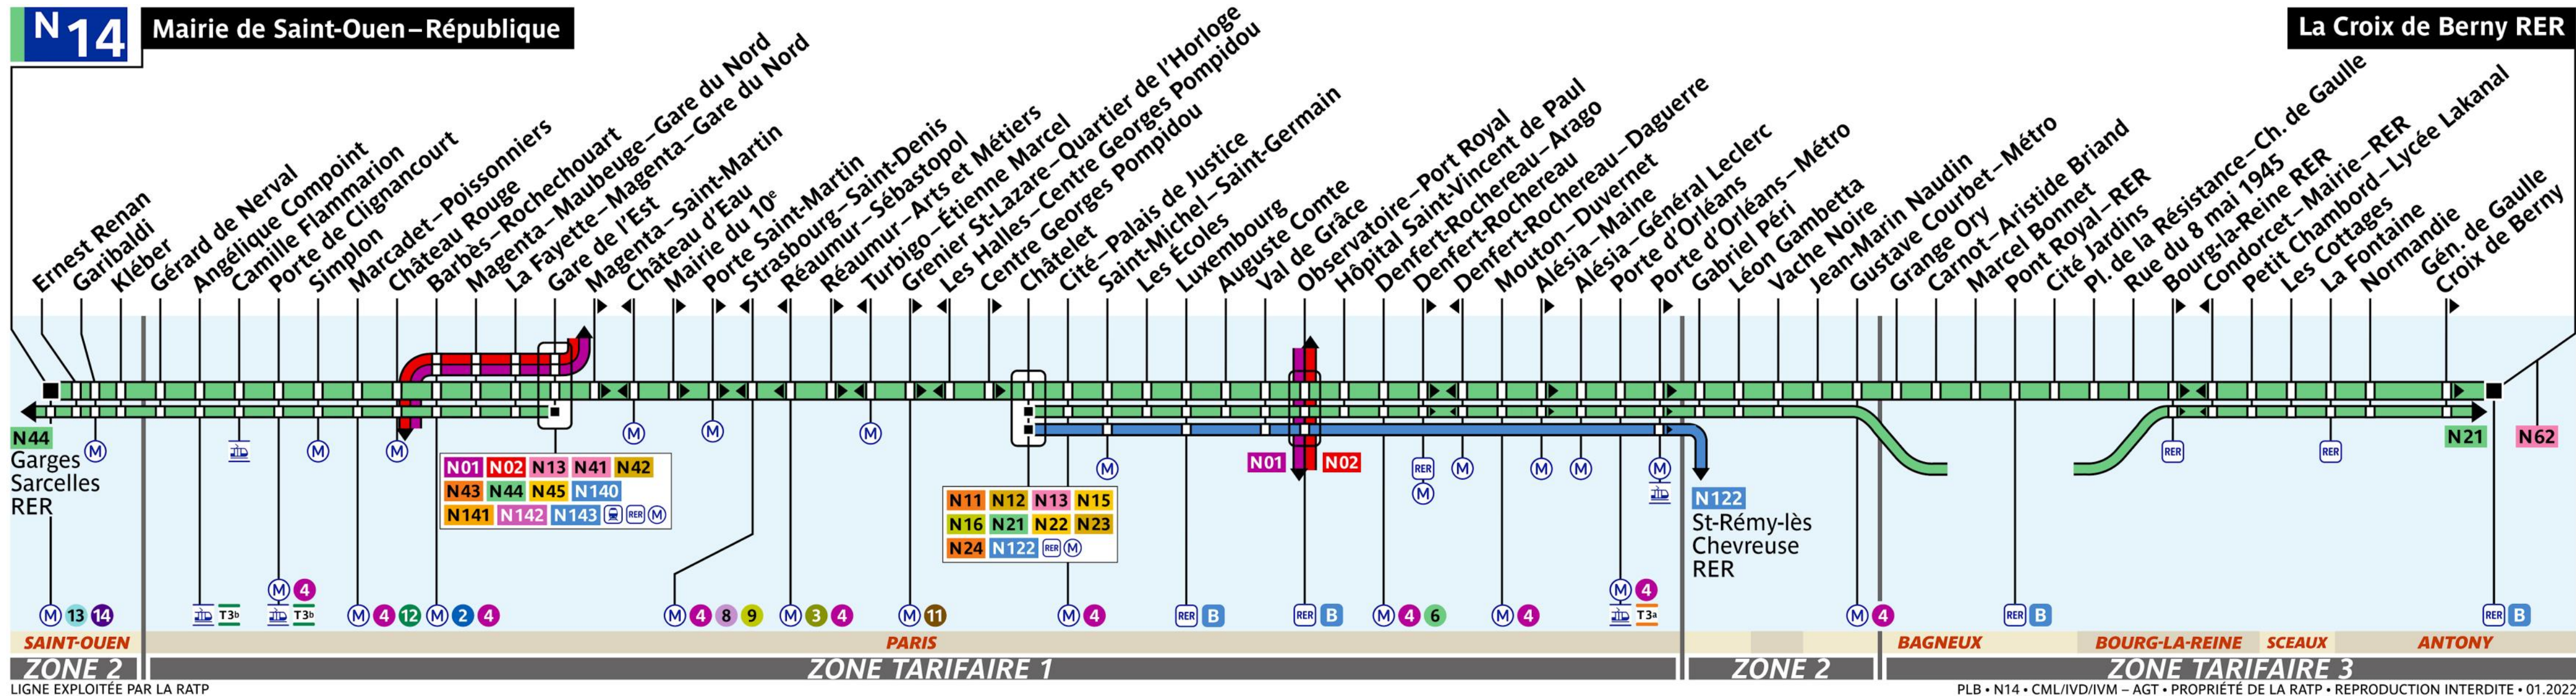 N14
Mairie de Saint-Ouen–République
La Croix de Berny RER
Ernest Renan
Garibaldi
Kléber
Gérard de Nerval
Angélique Compoint
Camille Flammarion
Porte de Clignancourt
Simplon
Marcadet–Poissonniers
Château Rouge
Barbès–Rochechouart
Magenta–Maubeuge–Gare du Nord
La Fayette–Magenta–Gare du Nord
Gare de l'Est
Magenta–Saint-Martin
Château d'Eau
Mairie du 10e
Porte Saint-Martin
Strasbourg–Saint-Denis
Réaumur–Sébastopol
Réaumur–Arts et Métiers
Turbigo–Étienne Marcel
Grenier St-Lazare–Quartier de l'Horloge
Les Halles–Centre Georges Pompidou
Centre Georges Pompidou
Châtelet
Cité–Palais de Justice
Saint-Michel–Saint-Germain
Les Écoles
Luxembourg
Auguste Comte
Val de Grâce
Observatoire–Port Royal
Hôpital Saint-Vincent de Paul
Denfert-Rochereau–Arago
Denfert-Rochereau
Denfert-Rochereau–Daguerre
Mouton–Duvernet
Alésia–Maine
Alésia–Général Leclerc
Porte d'Orléans
Porte d'Orléans–Métro
Gabriel Péri
Léon Gambetta
Vache Noire
Jean-Marin Naudin
Gustave Courbet–Métro
Grange Ory
Carnot–Aristide Briand
Marcel Bonnet
Pont Royal–RER
Cité Jardins
Pl. de la Résistance–Ch. de Gaulle
Rue du 8 mai 1945
Bourg-la-Reine RER
Condorcet–Mairie–RER
Petit Chambord–Lycée Lakanal
Les Cottages
La Fontaine
Normandie
Gén. de Gaulle
Croix de Berny
N44
Garges
Sarcelles
RER
M
M
M
M
M
M
M
N01 N02 N13 N41 N42
N43 N44 N45 N140
N141 N142 N143 RER M
N11 N12 N13 N15
N16 N21 N22 N23
N24 N122 RER M
M
N01 N02
RER
M
M
M
M
M
N122
St-Rémy-lès
Chevreuse
RER
RER
RER
N21
N62
M 13 14
T3b
M 4
T3b
M 4 12
M 2 4
M 4 8 9
M 3 4
M 11
M 4
RER B
RER B
M 4 6
M 4
M 4
T3a
M 4
RER B
RER B
SAINT-OUEN
PARIS
BAGNEUX
BOURG-LA-REINE
SCEAUX
ANTONY
ZONE 2
ZONE TARIFAIRE 1
ZONE 2
ZONE TARIFAIRE 3
LIGNE EXPLOITÉE PAR LA RATP
PLB • N14 • CML/IVD/IVM – AGT • PROPRIÉTÉ DE LA RATP • REPRODUCTION INTERDITE • 01.2022